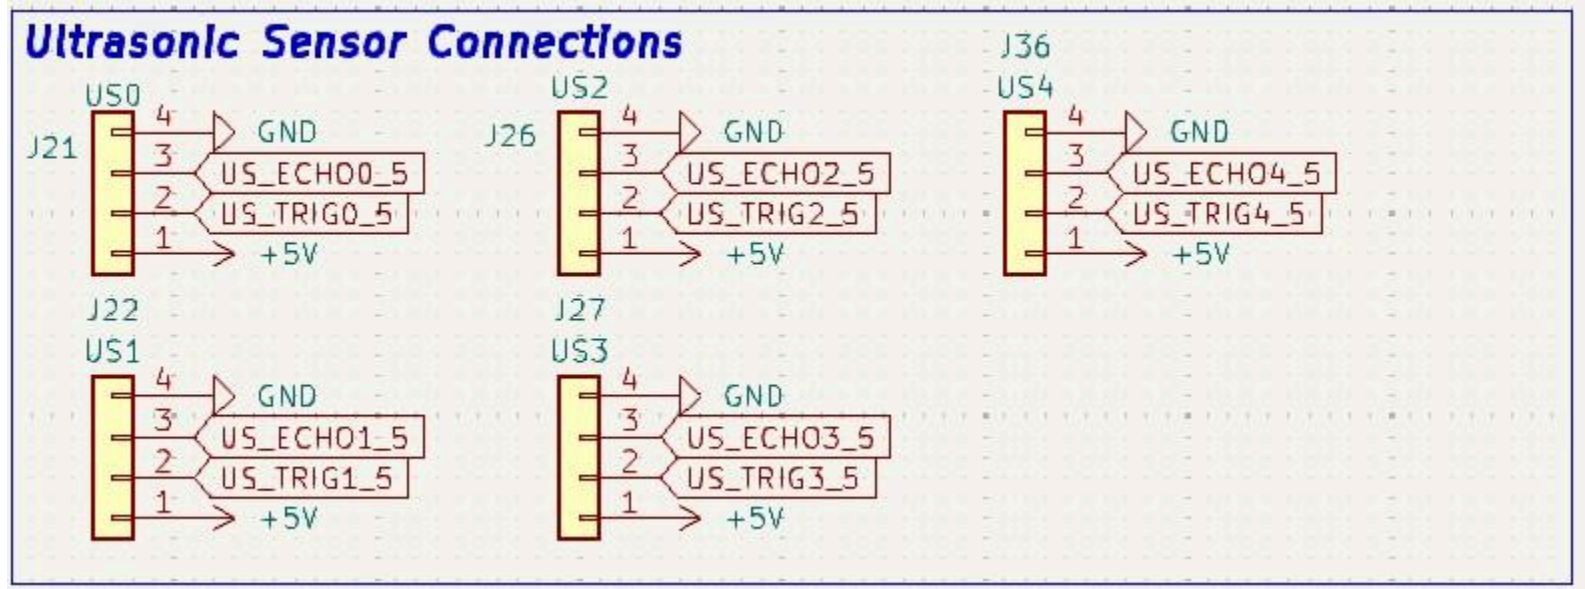 Ultrasonic Sensor Connections
J21
US0
4 GND
3 US_ECHO0_5
2 US_TRIG0_5
1 +5V
J26
US2
4 GND
3 US_ECHO2_5
2 US_TRIG2_5
1 +5V
J36
US4
4 GND
3 US_ECHO4_5
2 US_TRIG4_5
1 +5V
J22
US1
4 GND
3 US_ECHO1_5
2 US_TRIG1_5
1 +5V
J27
US3
4 GND
3 US_ECHO3_5
2 US_TRIG3_5
1 +5V